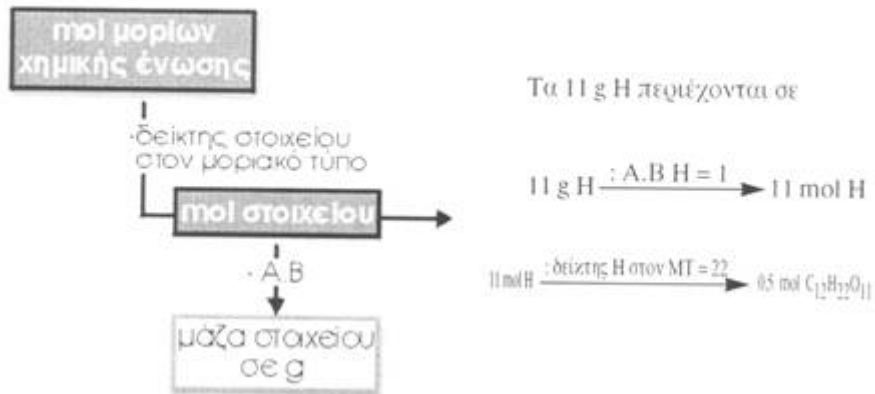 mol μορίων
χημικής ένωσης
·δείκτης στοιχείου
στον μοριακό τύπο
mol στοιχείου
· Α.Β
μάζα στοιχείου
σε g
Τα 11 g H περιέχονται σε
11 g H : Α.Β H = 1 11 mol H
11 mol H : δείκτης Η στον ΜΤ = 22 0.5 mol C₁₂H₂₂O₁₁